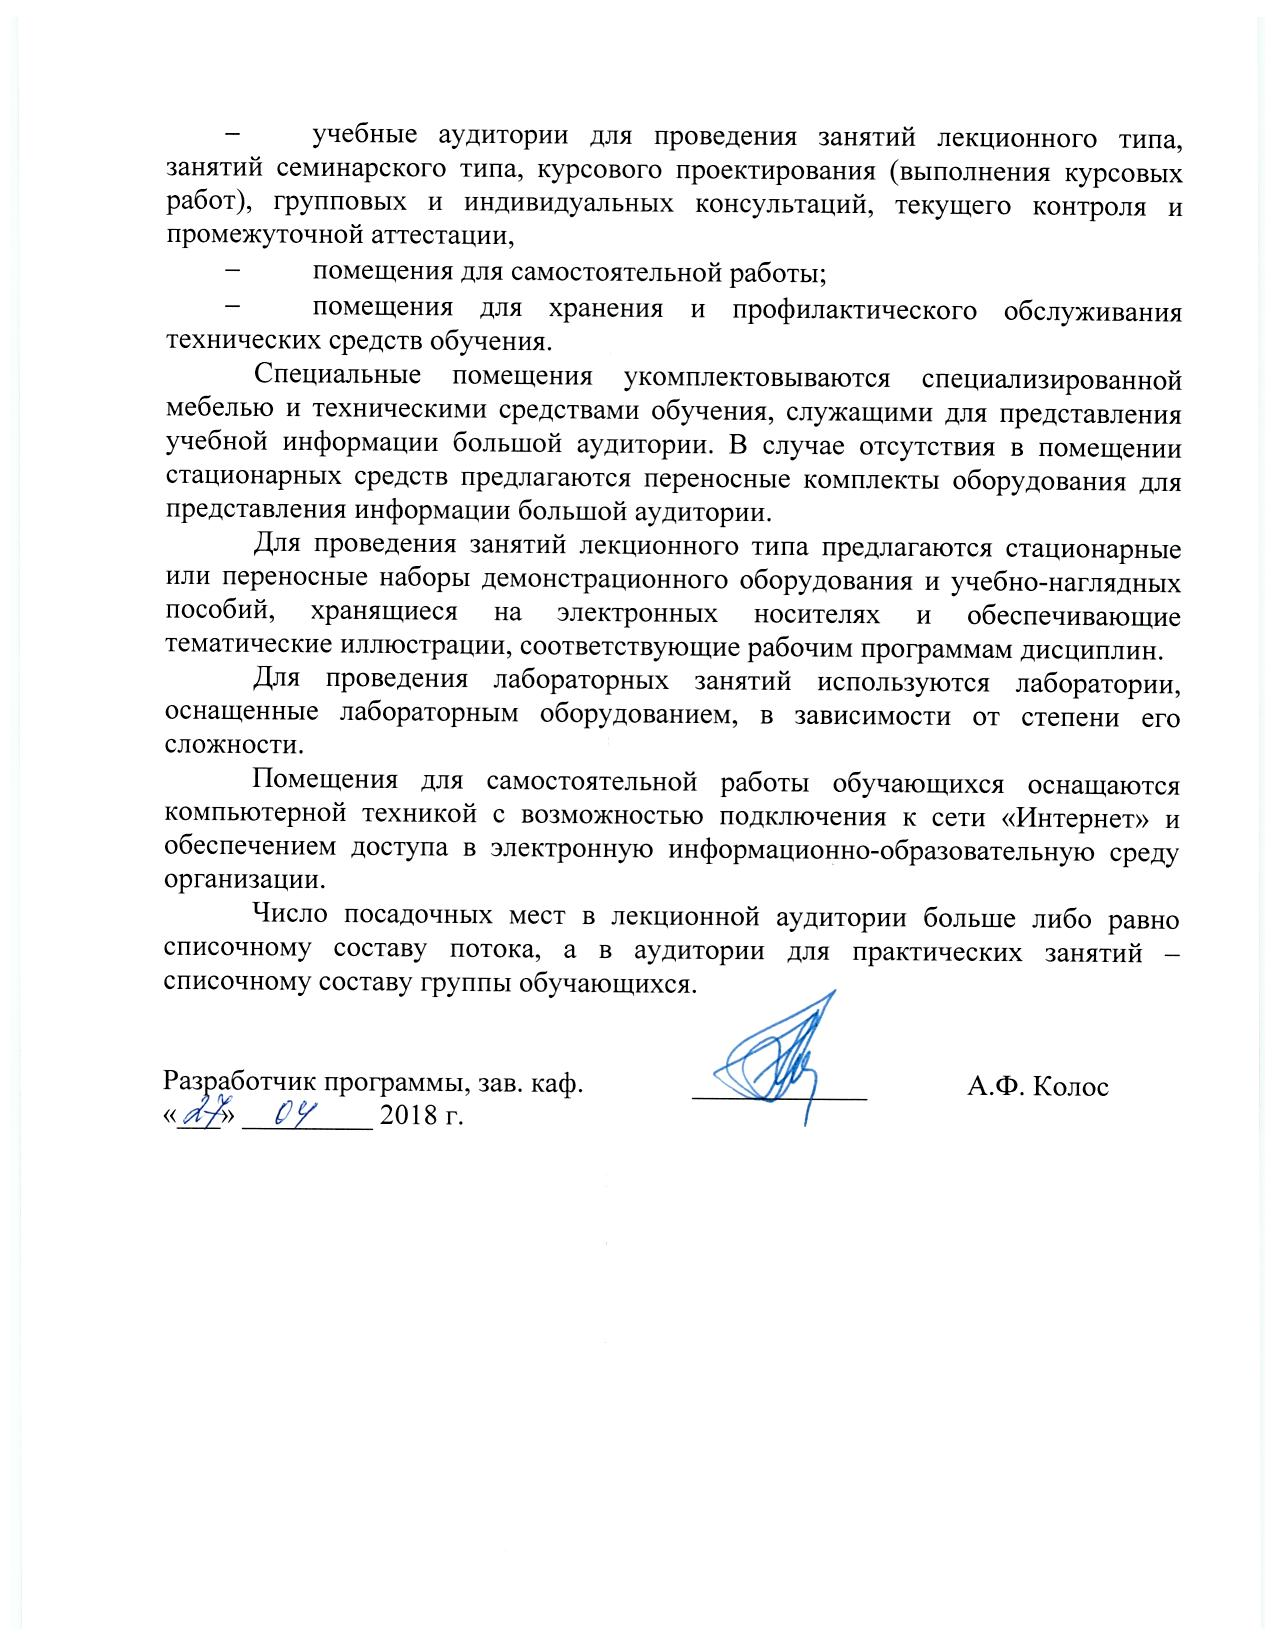 – учебные аудитории для проведения занятий лекционного типа,
занятий семинарского типа, курсового проектирования (выполнения курсовых
работ), групповых и индивидуальных консультаций, текущего контроля и
промежуточной аттестации,
– помещения для самостоятельной работы;
– помещения для хранения и профилактического обслуживания
технических средств обучения.
Специальные помещения укомплектовываются специализированной
мебелью и техническими средствами обучения, служащими для представления
учебной информации большой аудитории. В случае отсутствия в помещении
стационарных средств предлагаются переносные комплекты оборудования для
представления информации большой аудитории.
Для проведения занятий лекционного типа предлагаются стационарные
или переносные наборы демонстрационного оборудования и учебно-наглядных
пособий, хранящиеся на электронных носителях и обеспечивающие
тематические иллюстрации, соответствующие рабочим программам дисциплин.
Для проведения лабораторных занятий используются лаборатории,
оснащенные лабораторным оборудованием, в зависимости от степени его
сложности.
Помещения для самостоятельной работы обучающихся оснащаются
компьютерной техникой с возможностью подключения к сети «Интернет» и
обеспечением доступа в электронную информационно-образовательную среду
организации.
Число посадочных мест в лекционной аудитории больше либо равно
списочному составу потока, а в аудитории для практических занятий –
списочному составу группы обучающихся.
Разработчик программы, зав. каф. А.Ф. Колос
«27» 04 2018 г.